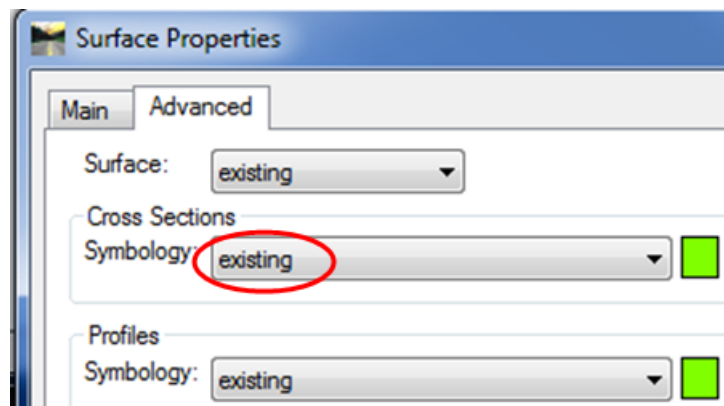 Surface Properties
Main Advanced
Surface: existing
Cross Sections
Symbology: existing
Profiles
Symbology: existing